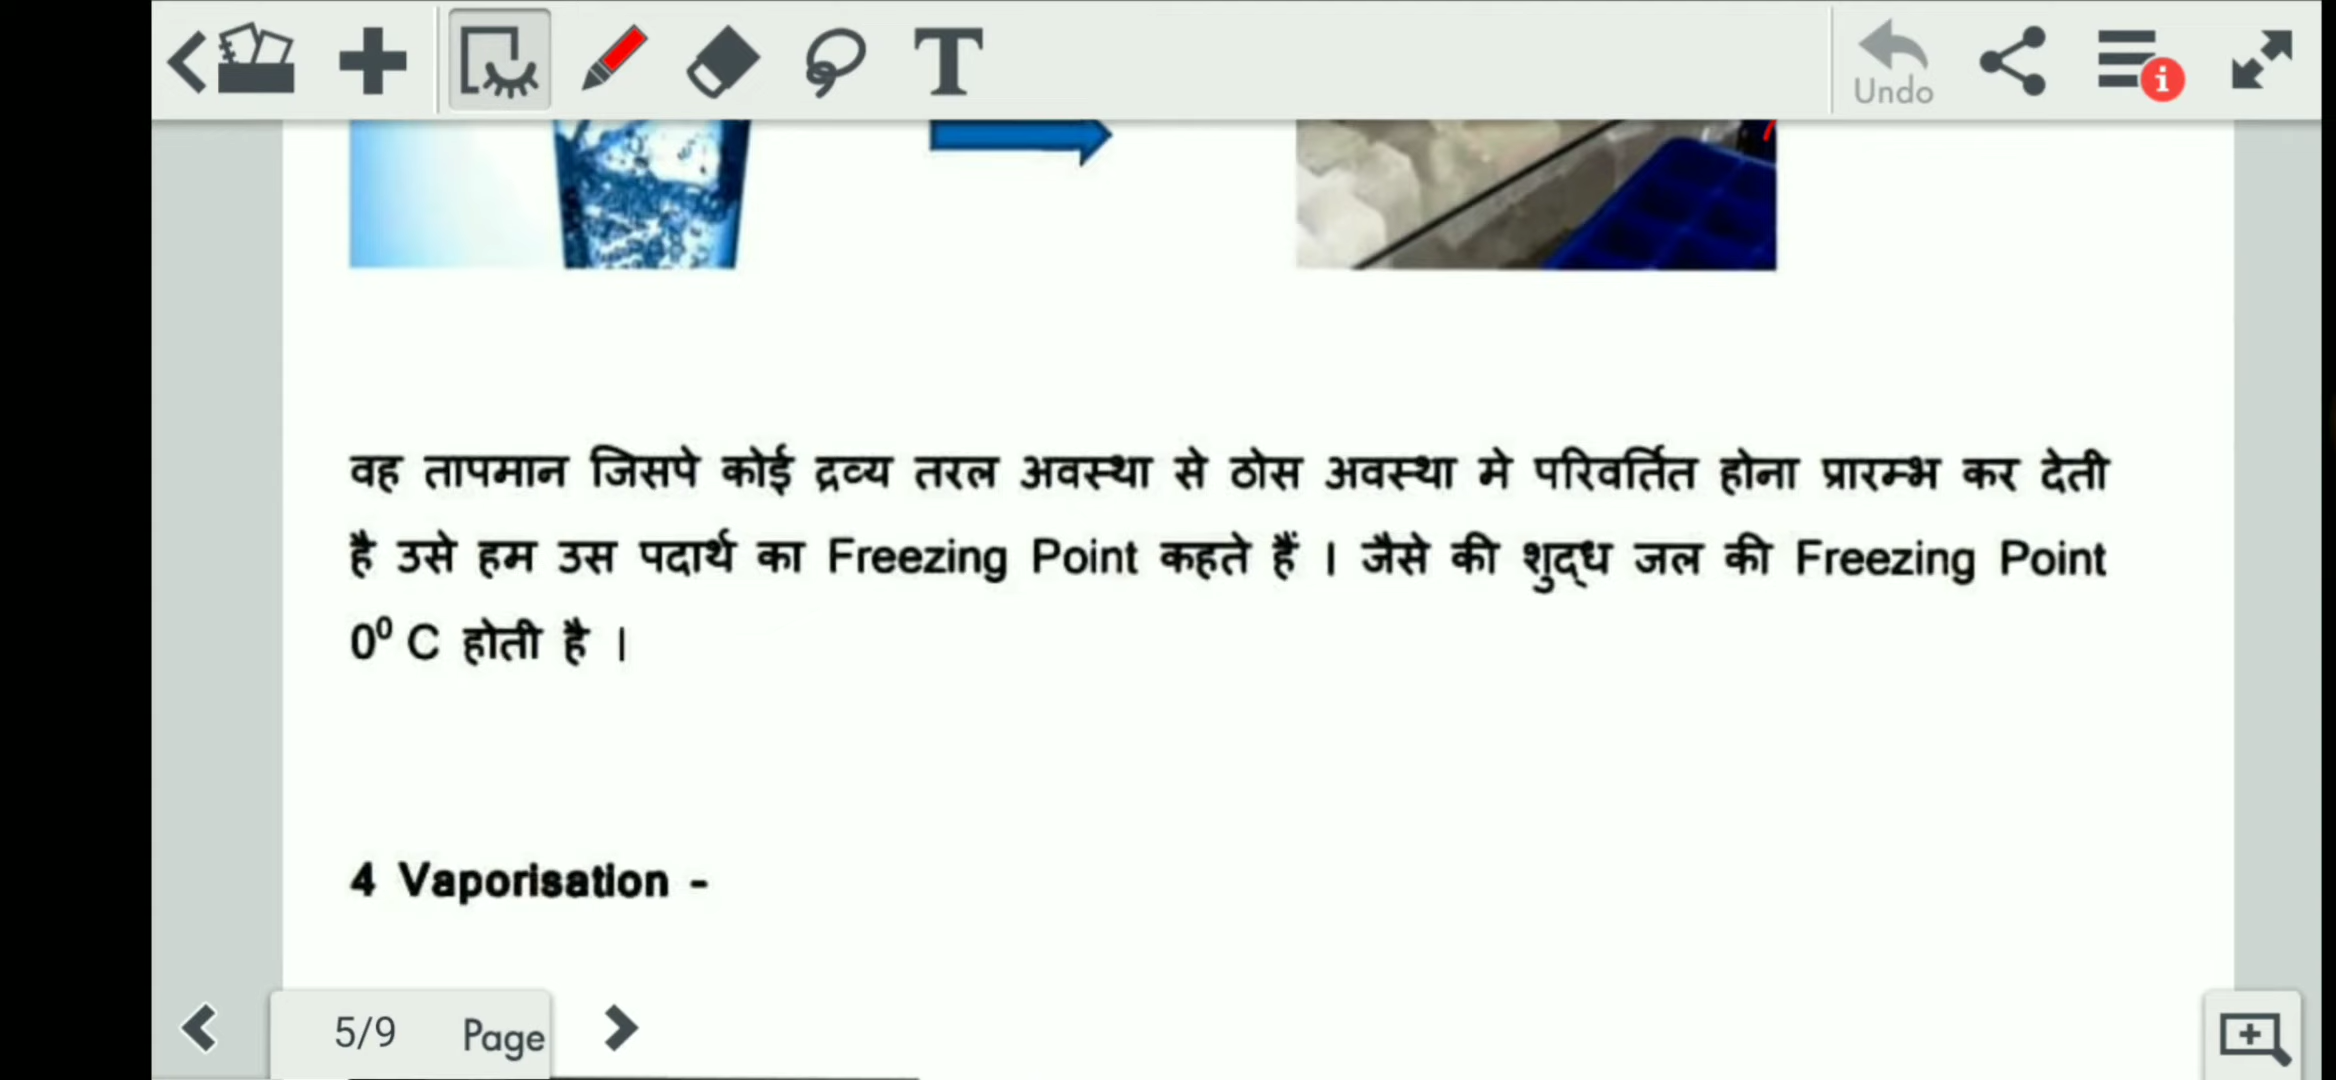 Undo
वह तापमान जिसपे कोई द्रव्य तरल अवस्था से ठोस अवस्था मे परिवर्तित होना प्रारम्भ कर देती
है उसे हम उस पदार्थ का Freezing Point कहते हैं । जैसे की शुद्ध जल की Freezing Point
0⁰ C होती है ।
4 Vaporisation -
5/9 Page